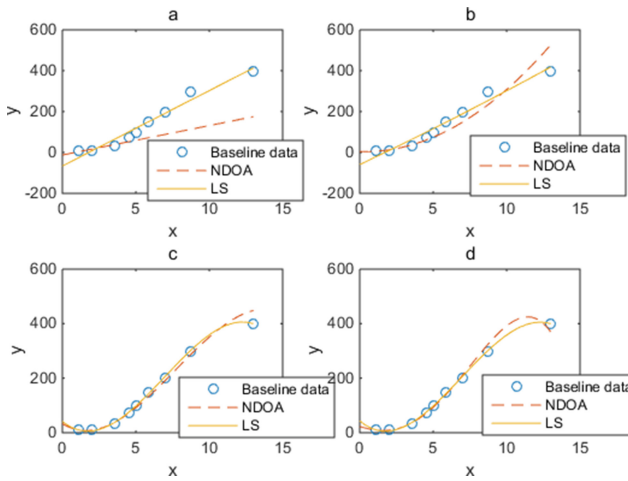 a
600
400
200
0
-200
y
0
5
10
15
x
Baseline data
NDOA
LS
b
600
400
200
0
-200
y
0
5
10
15
x
Baseline data
NDOA
LS
c
600
400
200
0
y
0
5
10
15
x
Baseline data
NDOA
LS
d
600
400
200
0
y
0
5
10
15
x
Baseline data
NDOA
LS